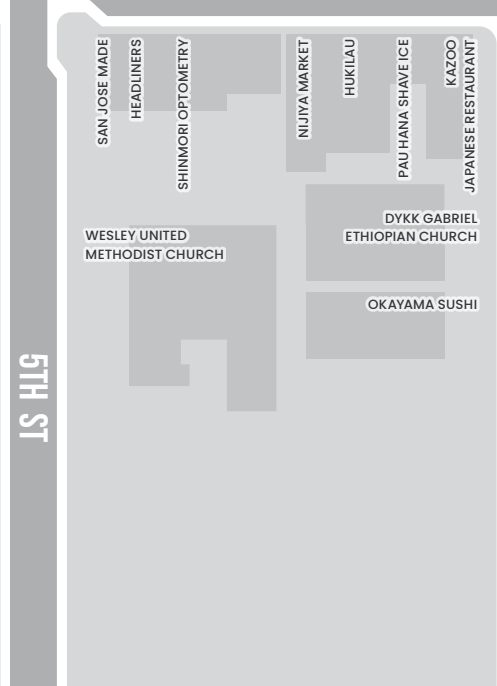 SAN JOSE MADE
HEADLINERS
SHINMORI OPTOMETRY
NIJIYA MARKET
HUKILAU
PAU HANA SHAVE ICE
KAZOO
JAPANESE RESTAURANT
DYKK GABRIEL
ETHIOPIAN CHURCH
WESLEY UNITED
METHODIST CHURCH
OKAYAMA SUSHI
5TH ST